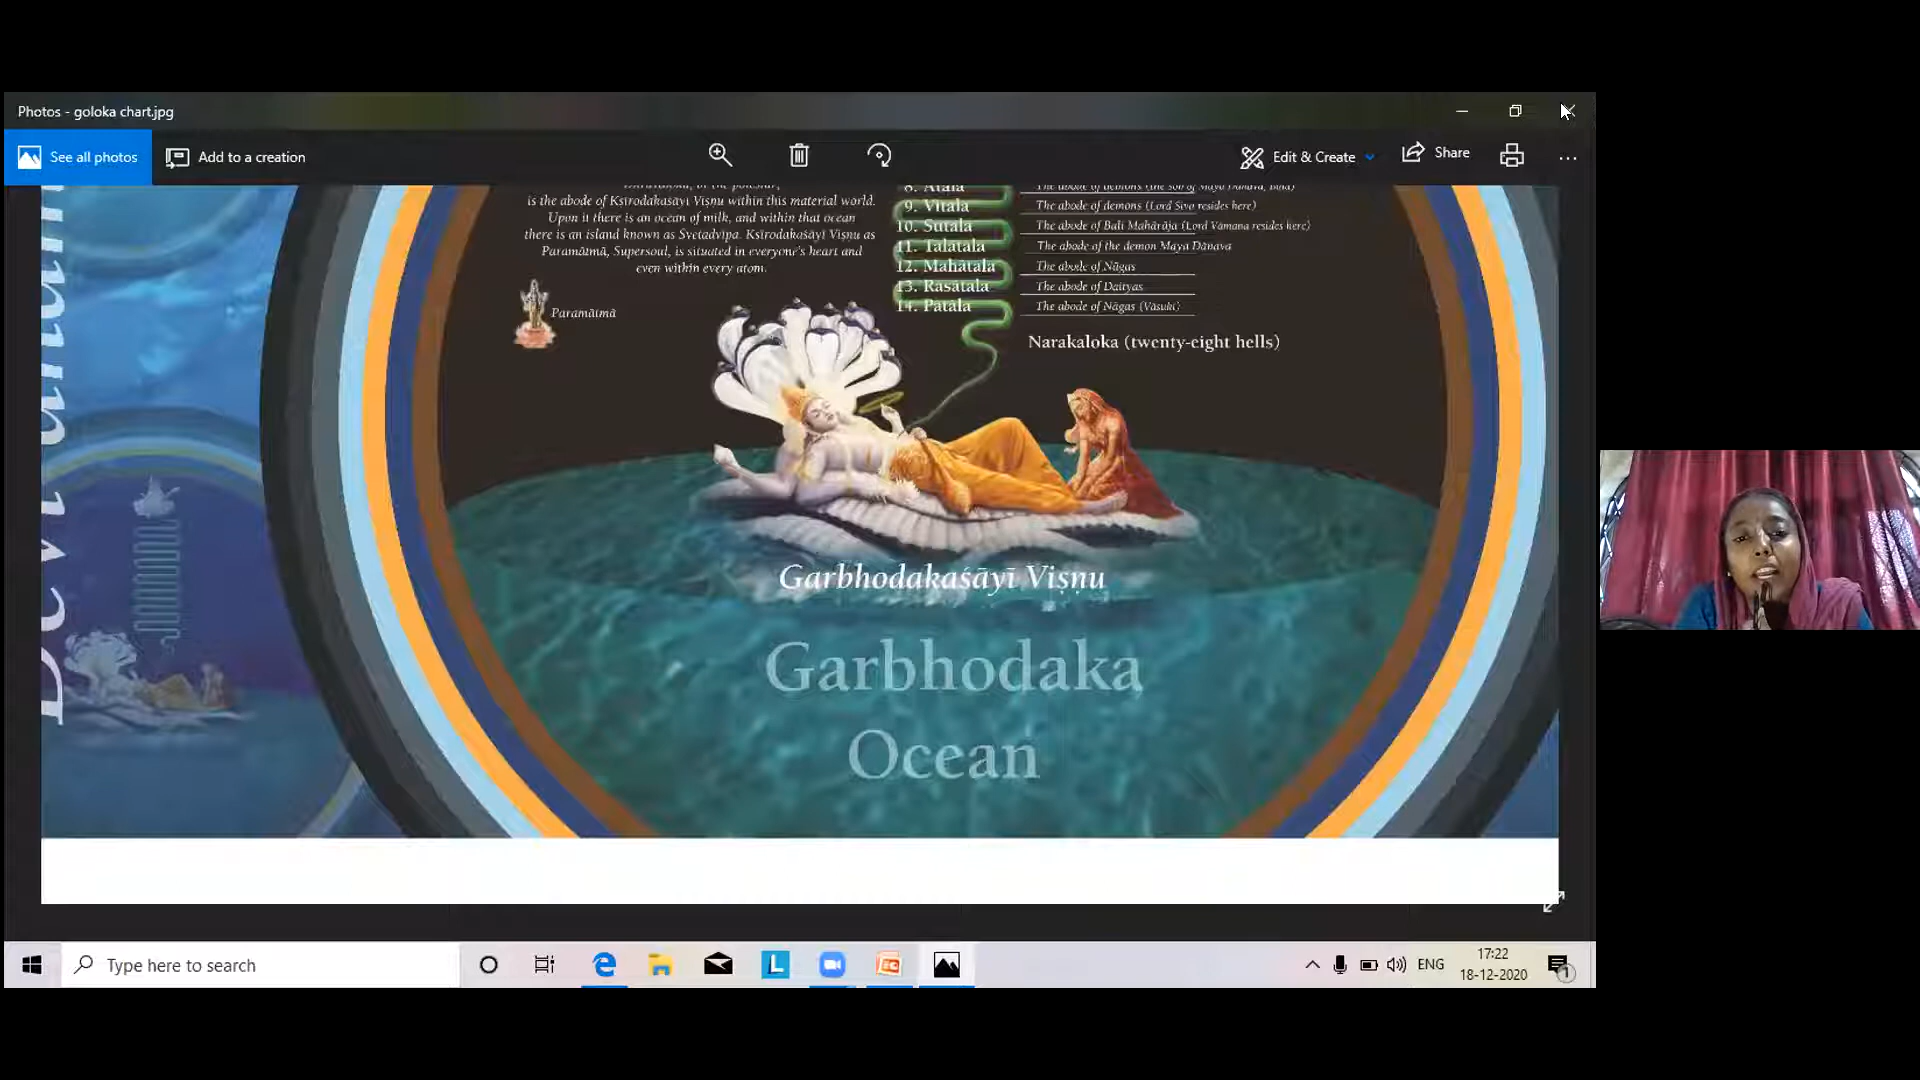 Photos - goloka chart.jpg
See all photos
Add to a creation
Edit & Create
Share
is the abode of Kṣīrodakaśāyī Viṣṇu within this material world.
Upon it there is an ocean of milk, and within that ocean
there is an island known as Śvetadvīpa. Kṣīrodakaśāyī Viṣṇu as
Paramātmā, Supersoul, is situated in everyone's heart and
even within every atom.
Paramātmā
8. Atala
9. Vitala The abode of demons (Lord Śiva resides here)
10. Sutala The abode of Bali Mahārāja (Lord Vāmana resides here)
11. Talātala The abode of the demon Maya Dānava
12. Mahātala The abode of Nāgas
13. Rasātala The abode of Daityas
14. Pātāla The abode of Nāgas (Vāsuki)
Narakaloka (twenty-eight hells)
Garbhodakaśāyī Viṣṇu
Garbhodaka
Ocean
Type here to search
ENG
17:22
18-12-2020
1